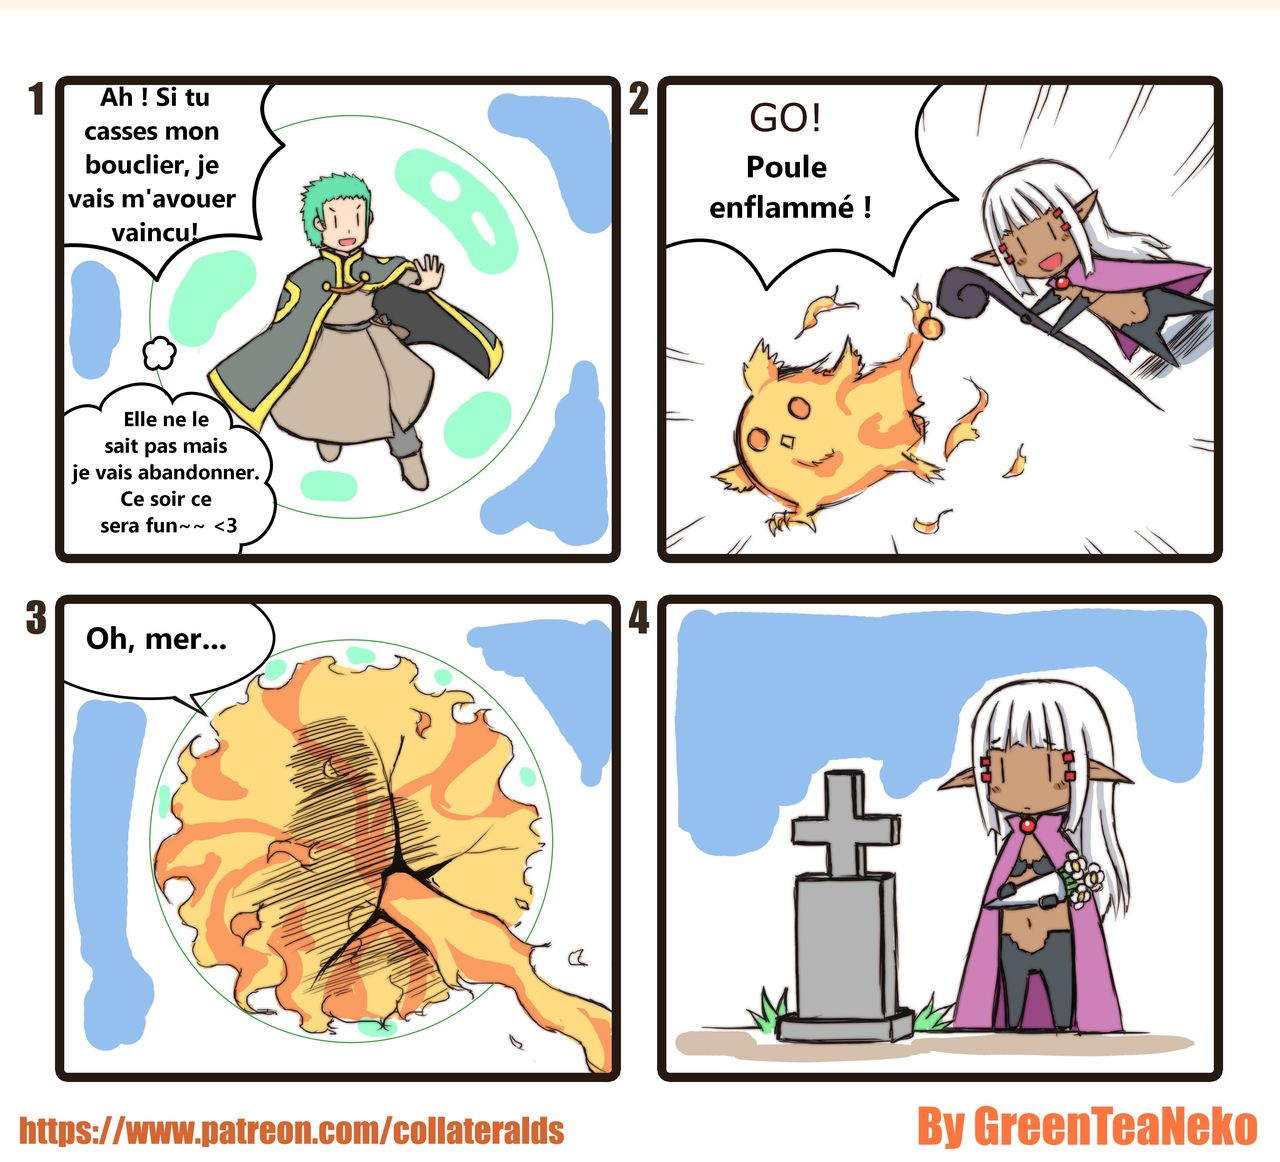 1
Ah ! Si tu
casses mon
bouclier, je
vais m'avouer
vaincu!
Elle ne le
sait pas mais
je vais abandonner.
Ce soir ce
sera fun~~ <3
2
GO!
Poule
enflammé !
3
Oh, mer...
4
https://www.patreon.com/collateralds
By GreenTeaNeko